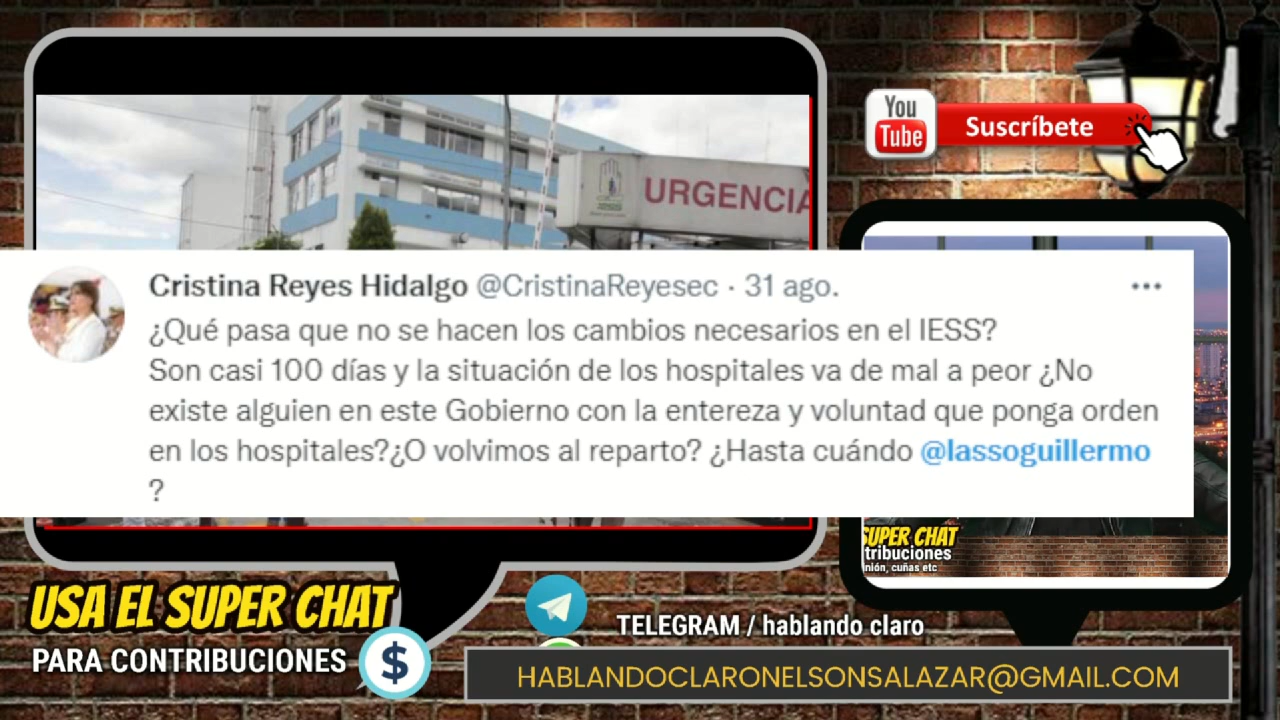 You
Tube
Suscríbete
URGENCIA
Cristina Reyes Hidalgo @CristinaReyesec · 31 ago.
¿Qué pasa que no se hacen los cambios necesarios en el IESS?
Son casi 100 días y la situación de los hospitales va de mal a peor ¿No
existe alguien en este Gobierno con la entereza y voluntad que ponga orden
en los hospitales?¿O volvimos al reparto? ¿Hasta cuándo @lassoguillermo
?
SUPER CHAT
tribuciones
nión, cuñas etc
USA EL SUPER CHAT
PARA CONTRIBUCIONES
$
TELEGRAM / hablando claro
HABLANDOCLARONELSONSALAZAR@GMAIL.COM